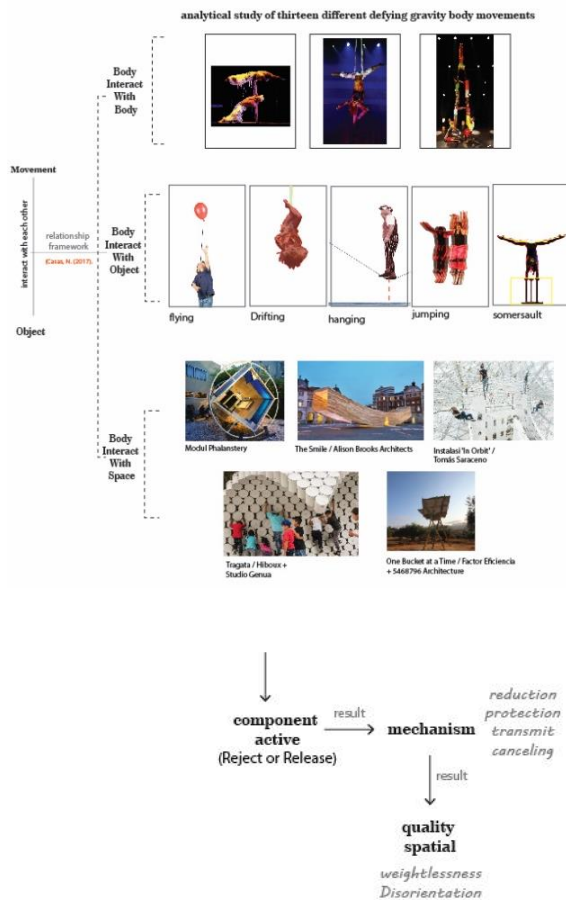 analytical study of thirteen different defying gravity body movements
Body
Interact
With
Body
Movement
interact with each other
relationship
framework
(Casas, N. (2017).
Object
Body
Interact
With
Object
flying
Drifting
hanging
jumping
somersault
Body
Interact
With
Space
Modul Phalanstery
The Smile / Alison Brooks Architects
Instalasi 'In Orbit' /
Tomás Saraceno
Tragata / Hiboux +
Studio Genua
One Bucket at a Time / Factor Eficiencia
+ 5468796 Architecture
component
active
(Reject or Release)
result
mechanism
reduction
protection
transmit
canceling
result
quality
spatial
weightlessness
Disorientation